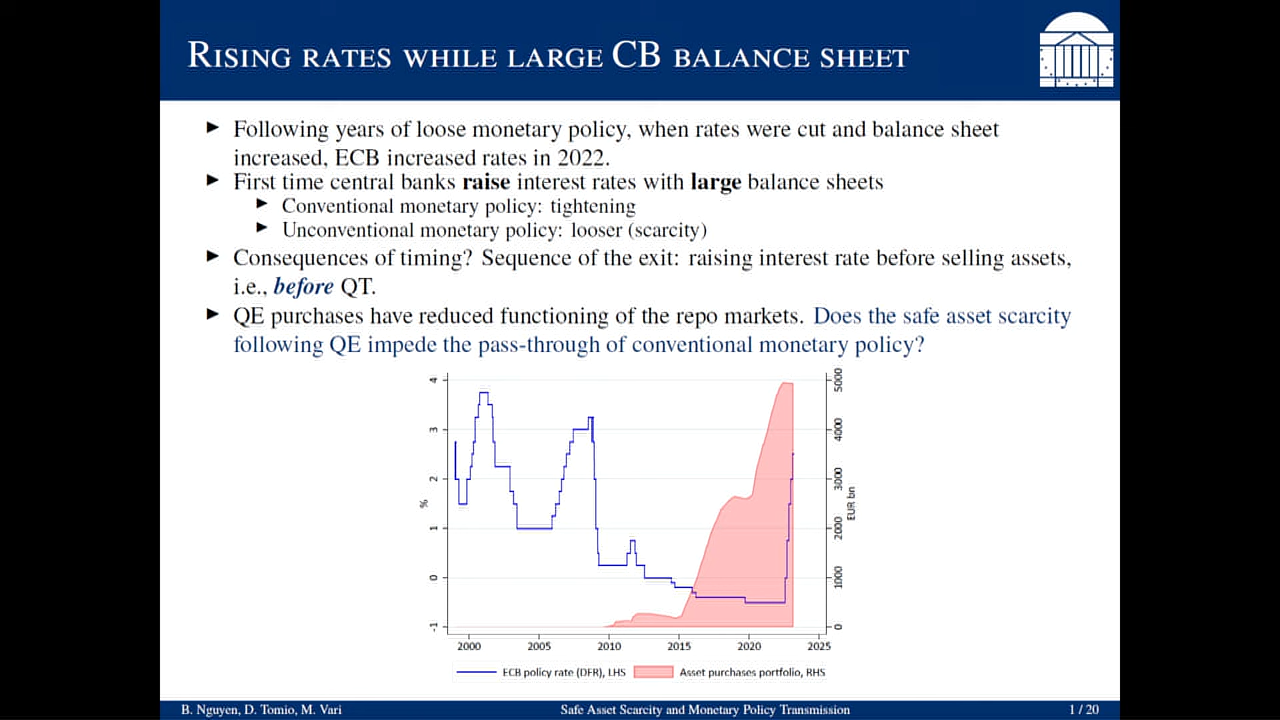 RISING RATES WHILE LARGE CB BALANCE SHEET
Following years of loose monetary policy, when rates were cut and balance sheet
increased, ECB increased rates in 2022.
First time central banks raise interest rates with large balance sheets
Conventional monetary policy: tightening
Unconventional monetary policy: looser (scarcity)
Consequences of timing? Sequence of the exit: raising interest rate before selling assets,
i.e., before QT.
QE purchases have reduced functioning of the repo markets. Does the safe asset scarcity
following QE impede the pass-through of conventional monetary policy?
4
3
2
1
0
-1
%
5000
4000
3000
2000
1000
0
EUR bn
2000 2005 2010 2015 2020 2025
ECB policy rate (DFR), LHS Asset purchases portfolio, RHS
B. Nguyen, D. Tomio, M. Vari Safe Asset Scarcity and Monetary Policy Transmission 1 / 20